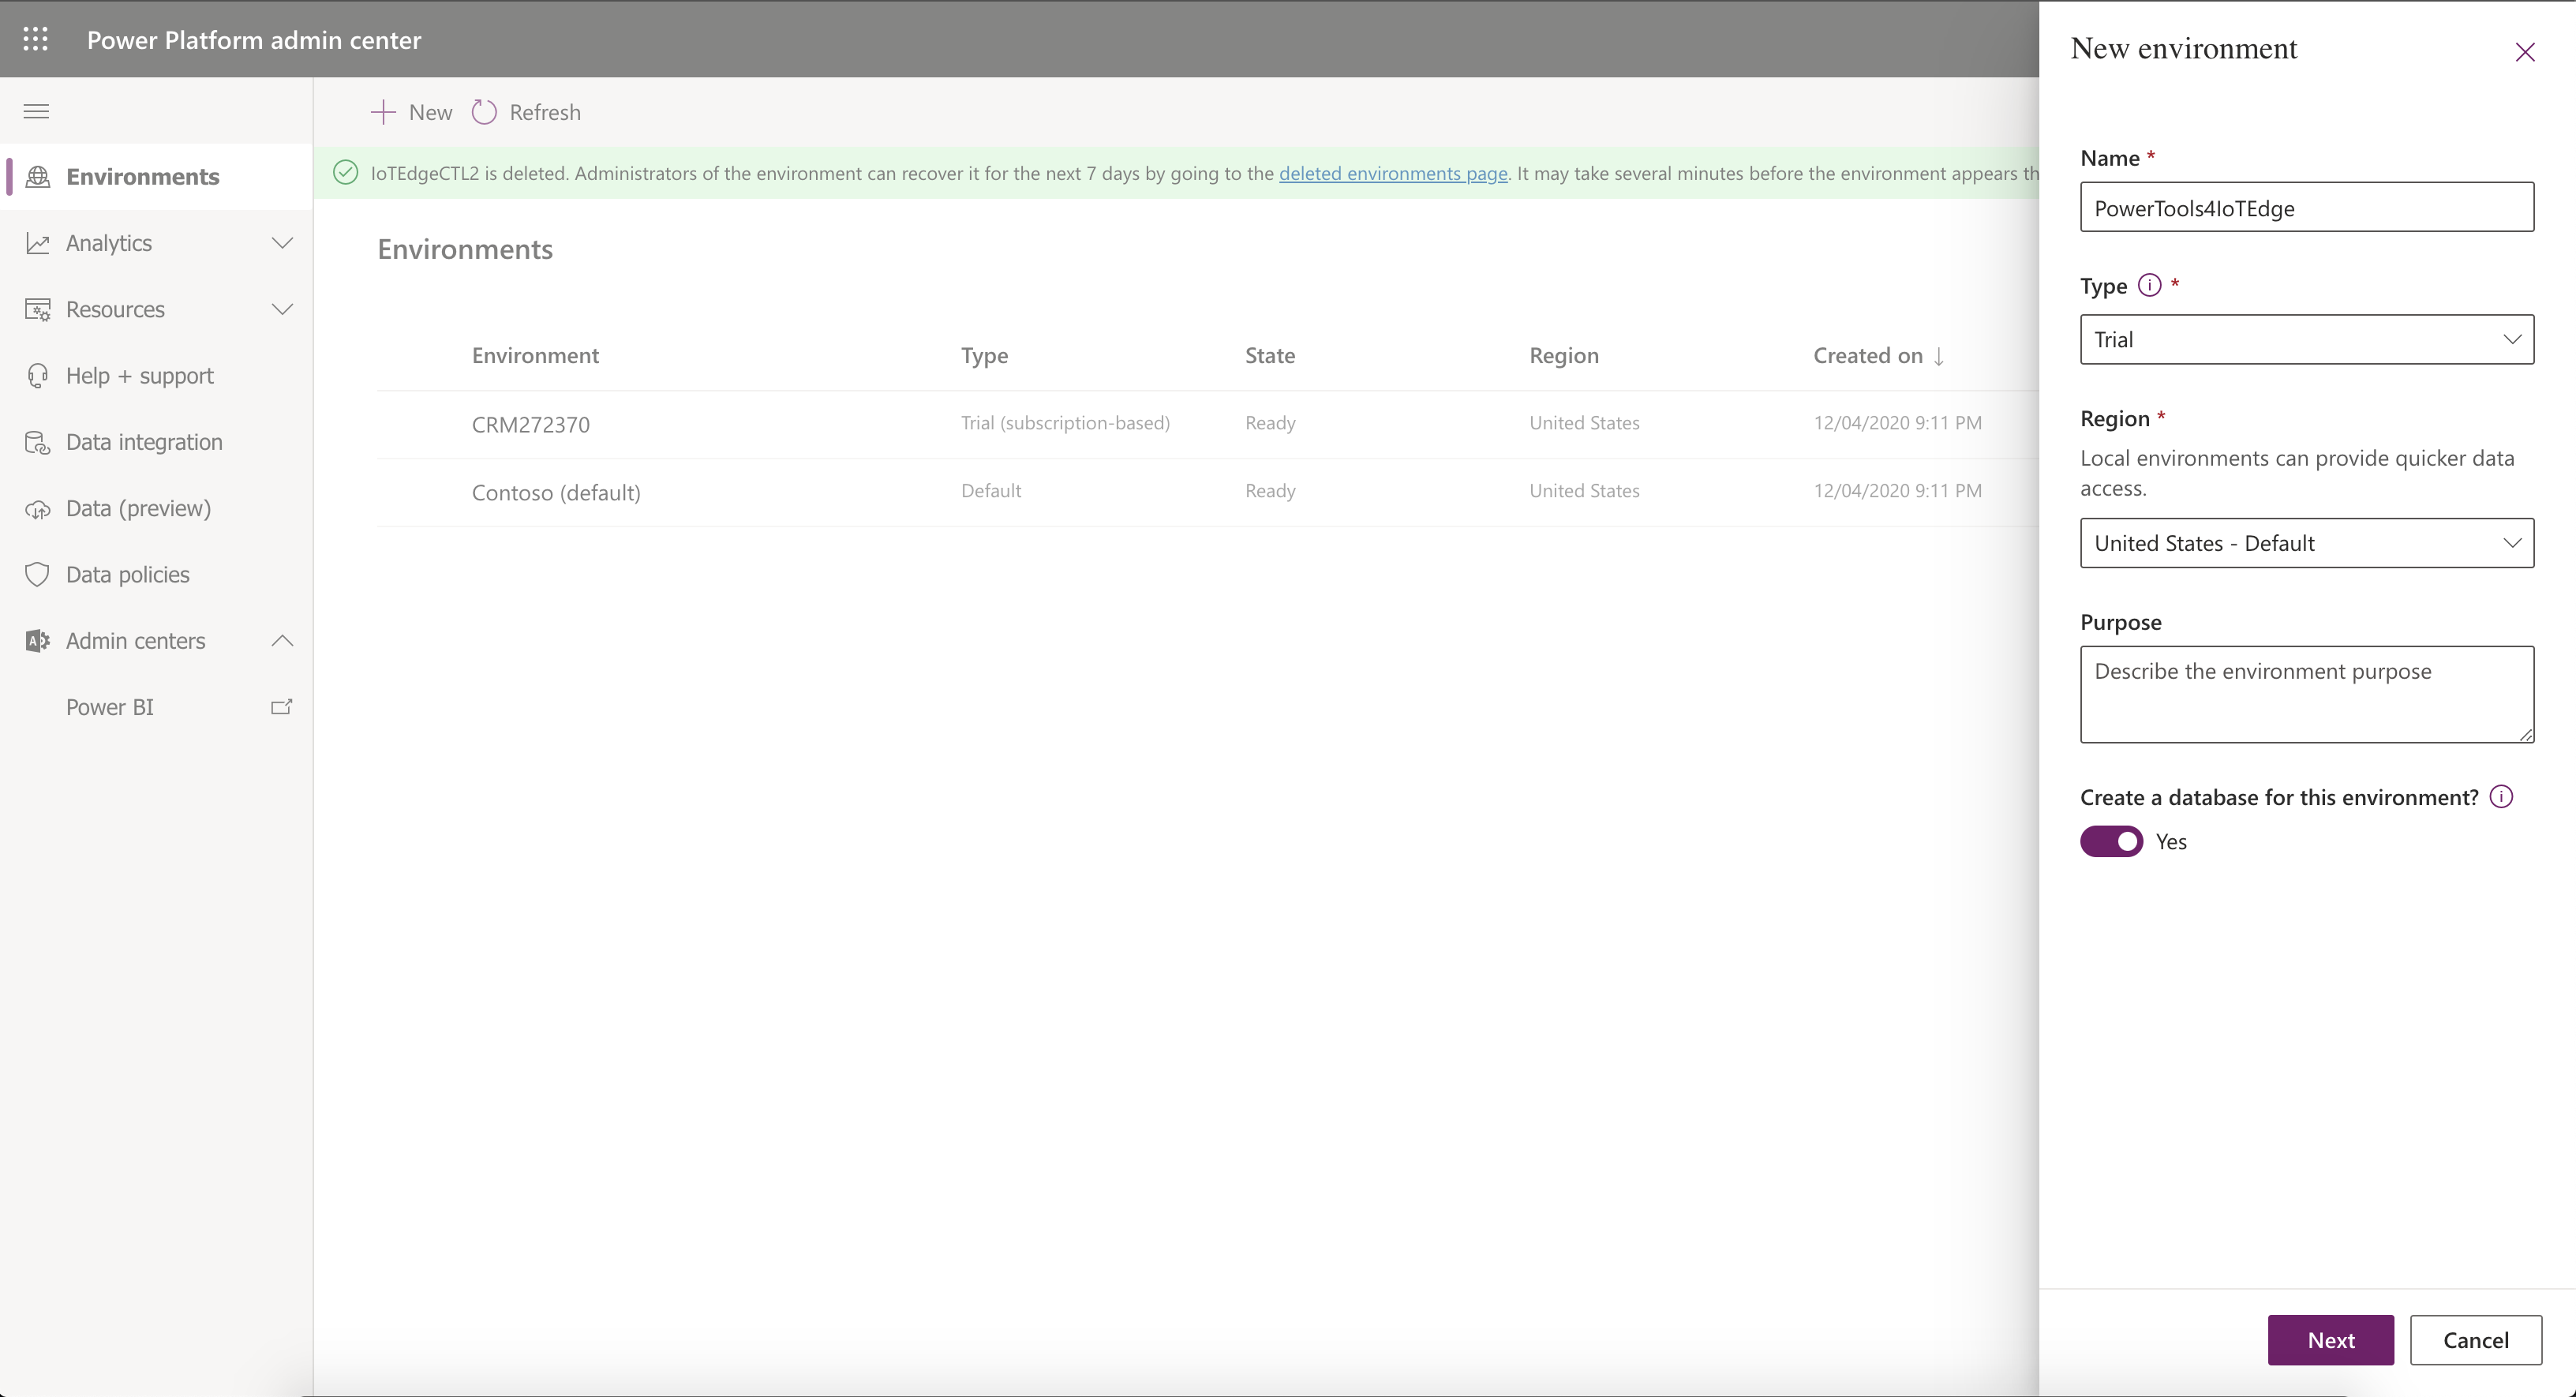 Power Platform admin center
New
Refresh
Environments
Analytics
Resources
Help + support
Data integration
Data (preview)
Data policies
Admin centers
Power BI
IoTEdgeCTL2 is deleted. Administrators of the environment can recover it for the next 7 days by going to the deleted environments page. It may take several minutes before the environment appears th
Environments
Environment Type State Region Created on ↓
CRM272370 Trial (subscription-based) Ready United States 12/04/2020 9:11 PM
Contoso (default) Default Ready United States 12/04/2020 9:11 PM
New environment
Name *
PowerTools4IoTEdge
Type *
Trial
Region *
Local environments can provide quicker data
access.
United States - Default
Purpose
Describe the environment purpose
Create a database for this environment?
Yes
Next
Cancel